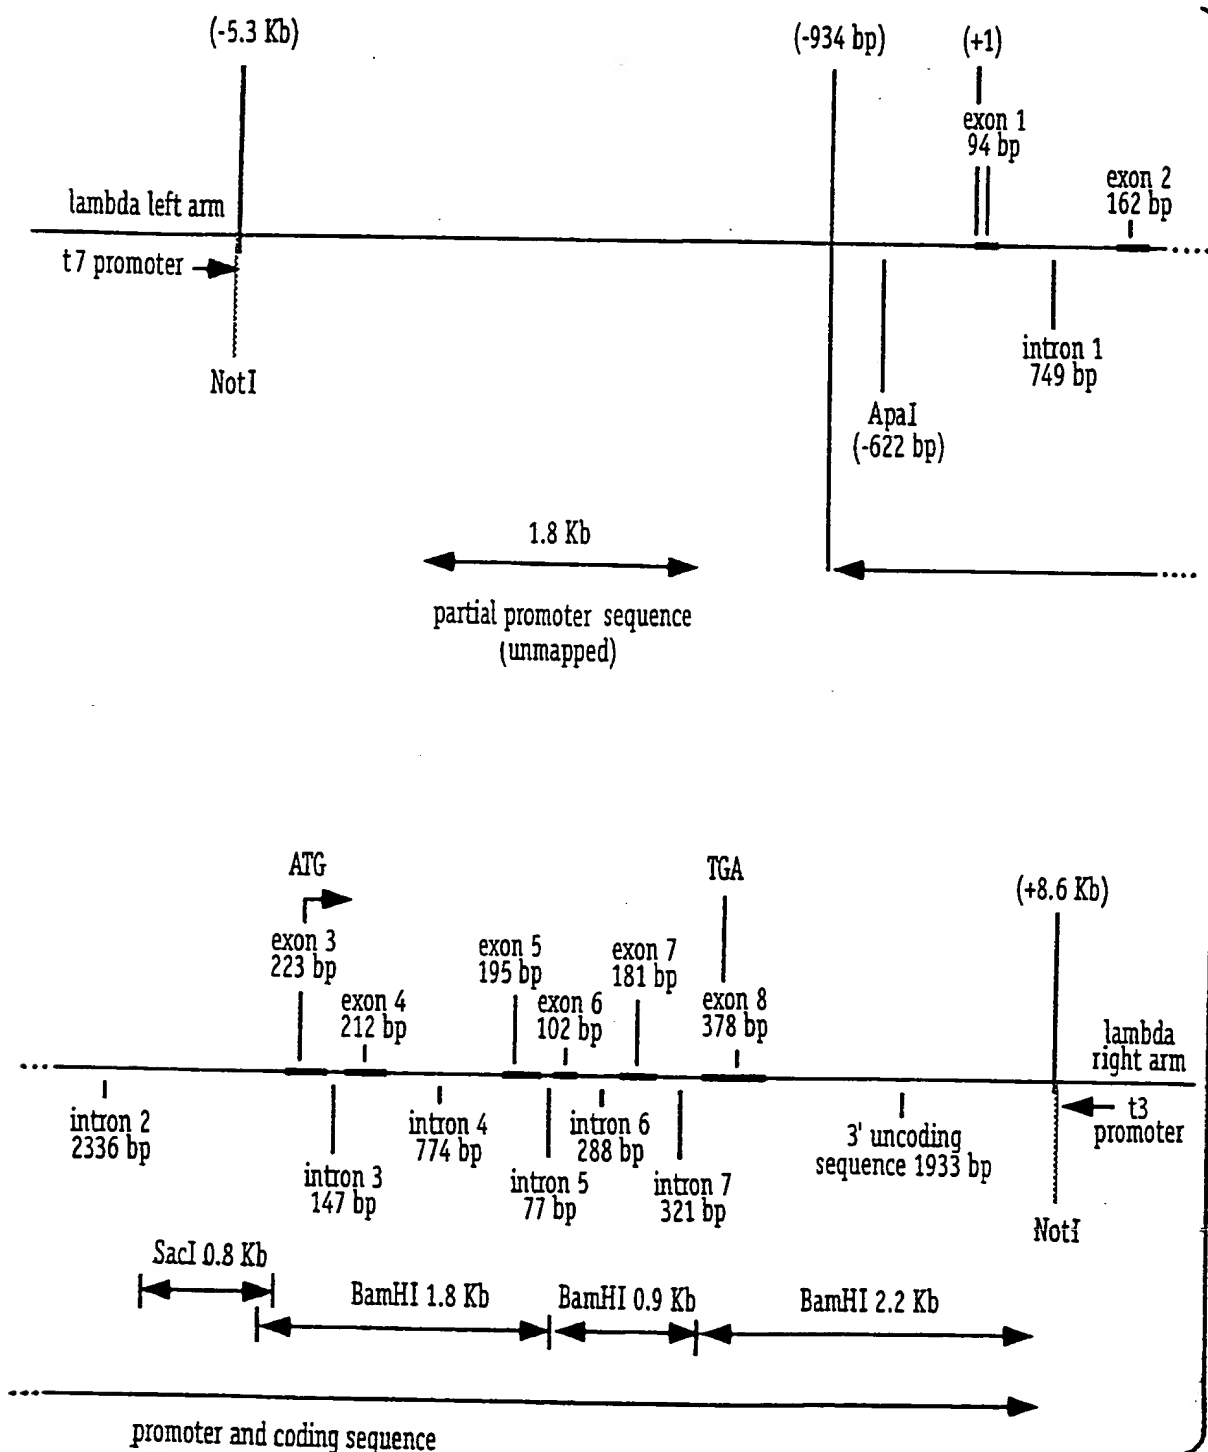 (-5.3 Kb)
(-934 bp)
(+1)
exon 1
94 bp
exon 2
162 bp
lambda left arm
t7 promoter
NotI
intron 1
749 bp
ApaI
(-622 bp)
1.8 Kb
partial promoter sequence
(unmapped)
ATG
TGA
(+8.6 Kb)
exon 3
223 bp
exon 4
212 bp
exon 5
195 bp
exon 6
102 bp
exon 7
181 bp
exon 8
378 bp
lambda
right arm
intron 2
2336 bp
intron 3
147 bp
intron 4
774 bp
intron 5
77 bp
intron 6
288 bp
intron 7
321 bp
3' uncoding
sequence 1933 bp
t3
promoter
NotI
SacI 0.8 Kb
BamHI 1.8 Kb
BamHI 0.9 Kb
BamHI 2.2 Kb
promoter and coding sequence